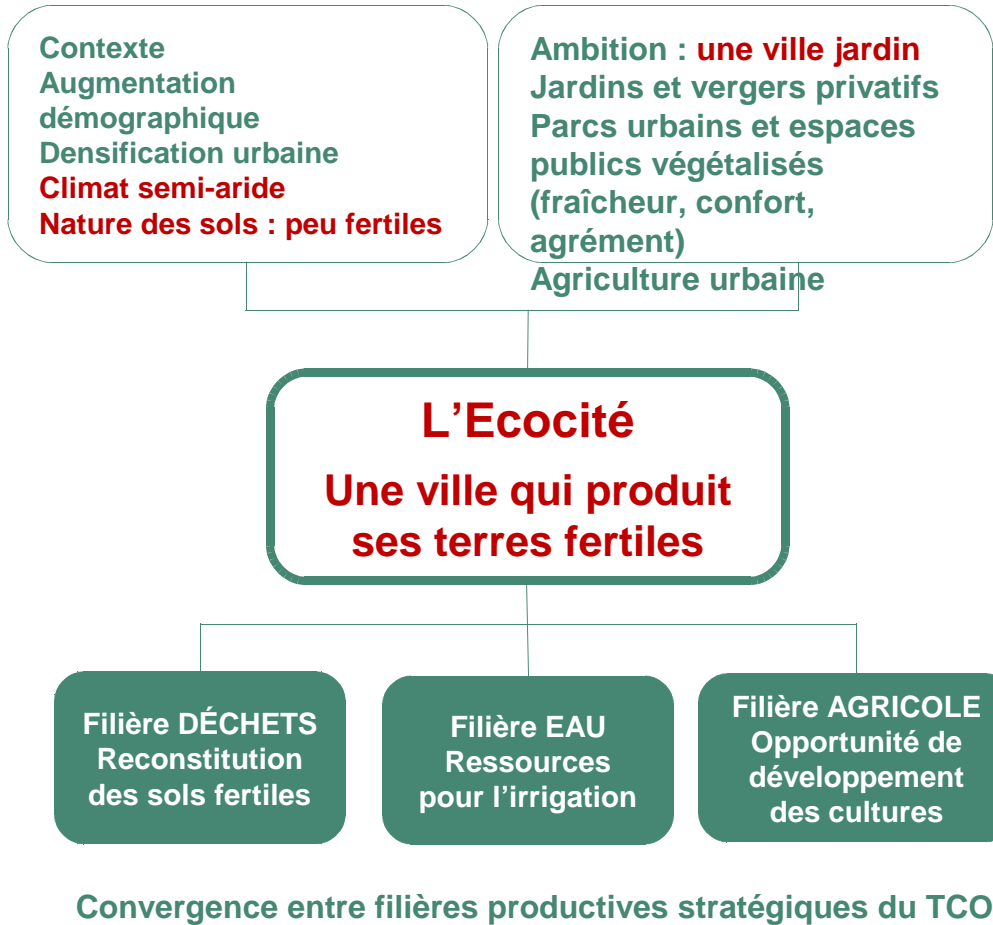 Contexte
Augmentation
démographique
Densification urbaine
Climat semi-aride
Nature des sols : peu fertiles
Ambition : une ville jardin
Jardins et vergers privatifs
Parcs urbains et espaces
publics végétalisés
(fraîcheur, confort,
agrément)
Agriculture urbaine
L’Ecocité
Une ville qui produit
ses terres fertiles
Filière DÉCHETS
Reconstitution
des sols fertiles
Filière EAU
Ressources
pour l’irrigation
Filière AGRICOLE
Opportunité de
développement
des cultures
Convergence entre filières productives stratégiques du TCO